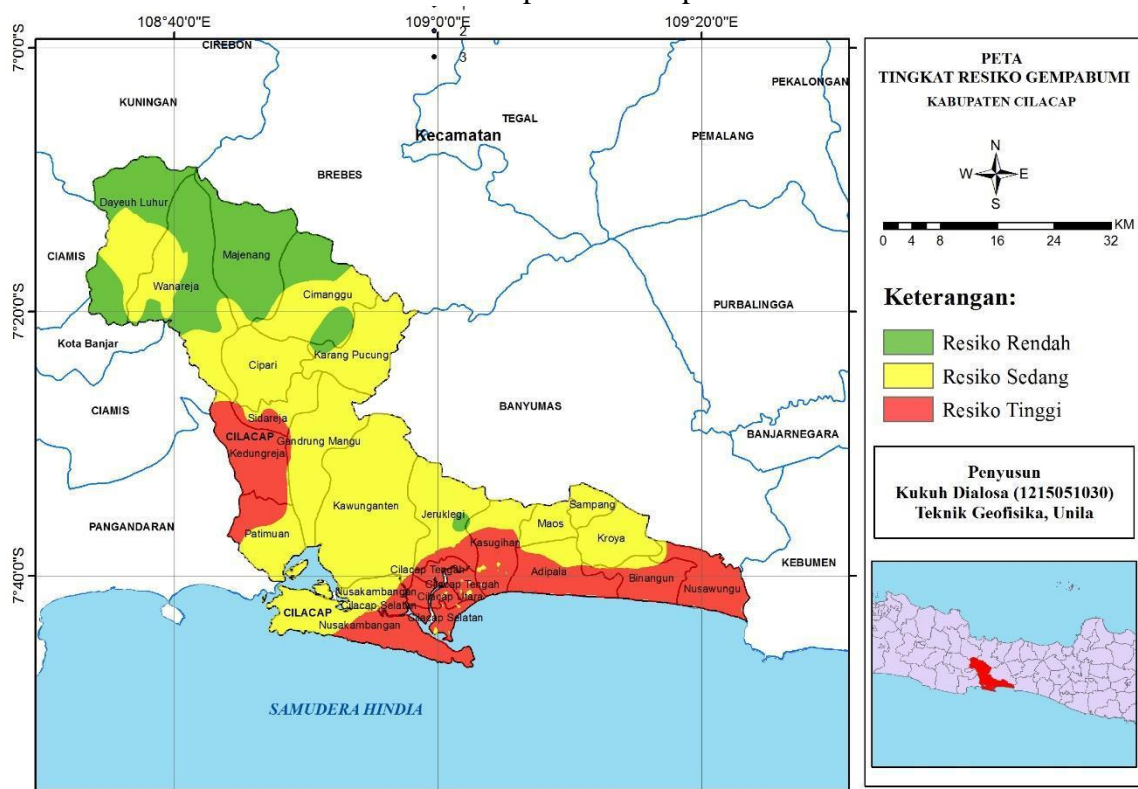 108°40'0"E
109°0'0"E
109°20'0"E
7°0'0"S
7°20'0"S
7°40'0"S
2
3
CIREBON
KUNINGAN
TEGAL
PEKALONGAN
Kecamatan
PEMALANG
BREBES
Dayeuh Luhur
CIAMIS
Majenang
Wanareja
Cimanggu
PURBALINGGA
Kota Banjar
Karang Pucung
Cipari
CIAMIS
BANYUMAS
Sidareja
CILACAP
Gandrung Mangu
Kedungreja
BANJARNEGARA
Kawunganten
Jeruklegi
Sampang
Maos
PANGANDARAN
Patimuan
Kroya
Kasugihan
KEBUMEN
Cilacap Tengah
Adipala
Binangun
Cilacap Tengah
Nusawungu
Nusakambangan
Cilacap Utara
Cilacap Selatan
CILACAP
Cilacap Selatan
Nusakambangan
SAMUDERA HINDIA
PETA
TINGKAT RESIKO GEMPABUMI
KABUPATEN CILACAP
N
W E
S
KM
0 4 8 16 24 32
Keterangan:
Resiko Rendah
Resiko Sedang
Resiko Tinggi
Penyusun
Kukuh Dialosa (1215051030)
Teknik Geofisika, Unila